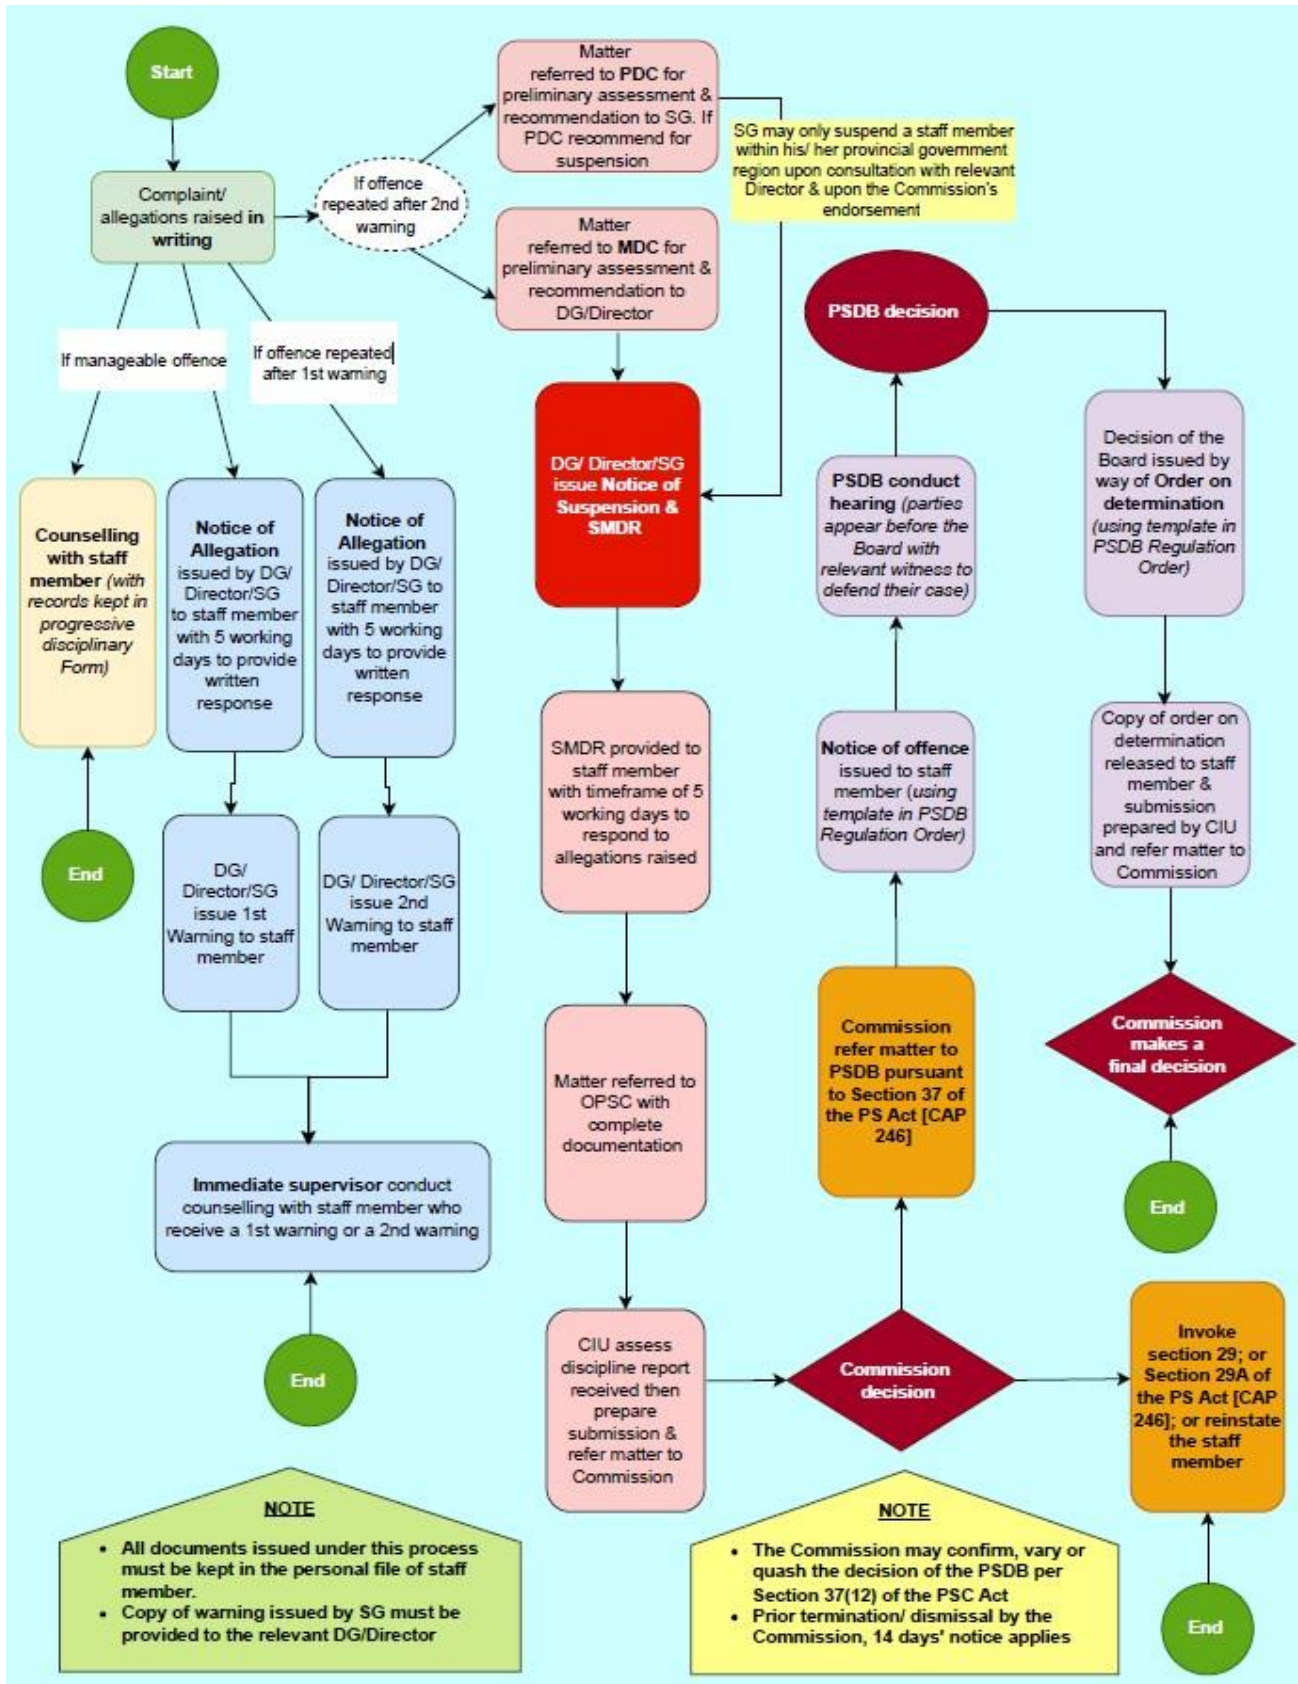 Start
Complaint/
allegations raised in
writing
If offence
repeated after 2nd
warning
Matter
referred to PDC for
preliminary assessment &
recommendation to SG. If
PDC recommend for
suspension
SG may only suspend a staff member
within his/ her provincial government
region upon consultation with relevant
Director & upon the Commission's
endorsement
Matter
referred to MDC for
preliminary assessment &
recommendation to
DG/Director
If manageable offence
If offence repeated
after 1st warning
Counselling
with staff
member (with
records kept in
progressive
disciplinary
Form)
End
Notice of
Allegation
issued by DG/
Director/SG
to staff member
with 5 working
days to provide
written
response
Notice of
Allegation
issued by DG/
Director/SG to
staff member
with 5 working
days to provide
written
response
DG/
Director/SG
issue 1st
Warning to staff
member
DG/ Director/SG
issue 2nd
Warning to staff
member
Immediate supervisor conduct
counselling with staff member who
receive a 1st warning or a 2nd warning
End
DG/ Director/SG
issue Notice of
Suspension &
SMDR
SMDR provided to
staff member
with timeframe of 5
working days to
respond to
allegations raised
Matter referred to
OPSC with
complete
documentation
CIU assess
discipline report
received then
prepare
submission &
refer matter to
Commission
Commission
decision
Commission
refer matter to
PSDB pursuant
to Section 37 of
the PS Act [CAP
246]
Notice of offence
issued to staff
member (using
template in PSDB
Regulation Order)
PSDB conduct
hearing (parties
appear before the
Board with
relevant witness to
defend their case)
PSDB decision
Decision of the
Board issued by
way of Order on
determination
(using template in
PSDB Regulation
Order)
Copy of order on
determination
released to staff
member &
submission
prepared by CIU
and refer matter to
Commission
Commission
makes a
final decision
End
Invoke
section 29; or
Section 29A of
the PS Act [CAP
246]; or reinstate
the staff
member
End
NOTE
• All documents issued under this process
must be kept in the personal file of staff
member.
• Copy of warning issued by SG must be
provided to the relevant DG/Director
NOTE
• The Commission may confirm, vary or
quash the decision of the PSDB per
Section 37(12) of the PSC Act
• Prior termination/ dismissal by the
Commission, 14 days' notice applies